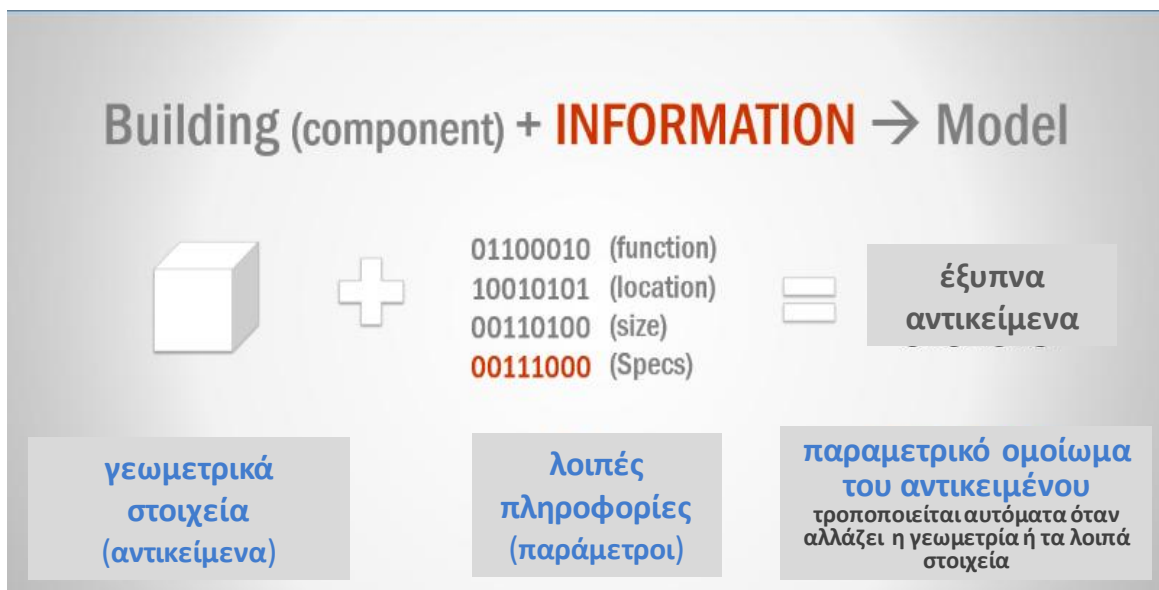 Building (component) + INFORMATION → Model
01100010 (function)
10010101 (location)
00110100 (size)
00111000 (Specs)
έξυπνα
αντικείμενα
γεωμετρικά
στοιχεία
(αντικείμενα)
λοιπές
πληροφορίες
(παράμετροι)
παραμετρικό ομοίωμα
του αντικειμένου
τροποποιείται αυτόματα όταν
αλλάζει η γεωμετρία ή τα λοιπά
στοιχεία